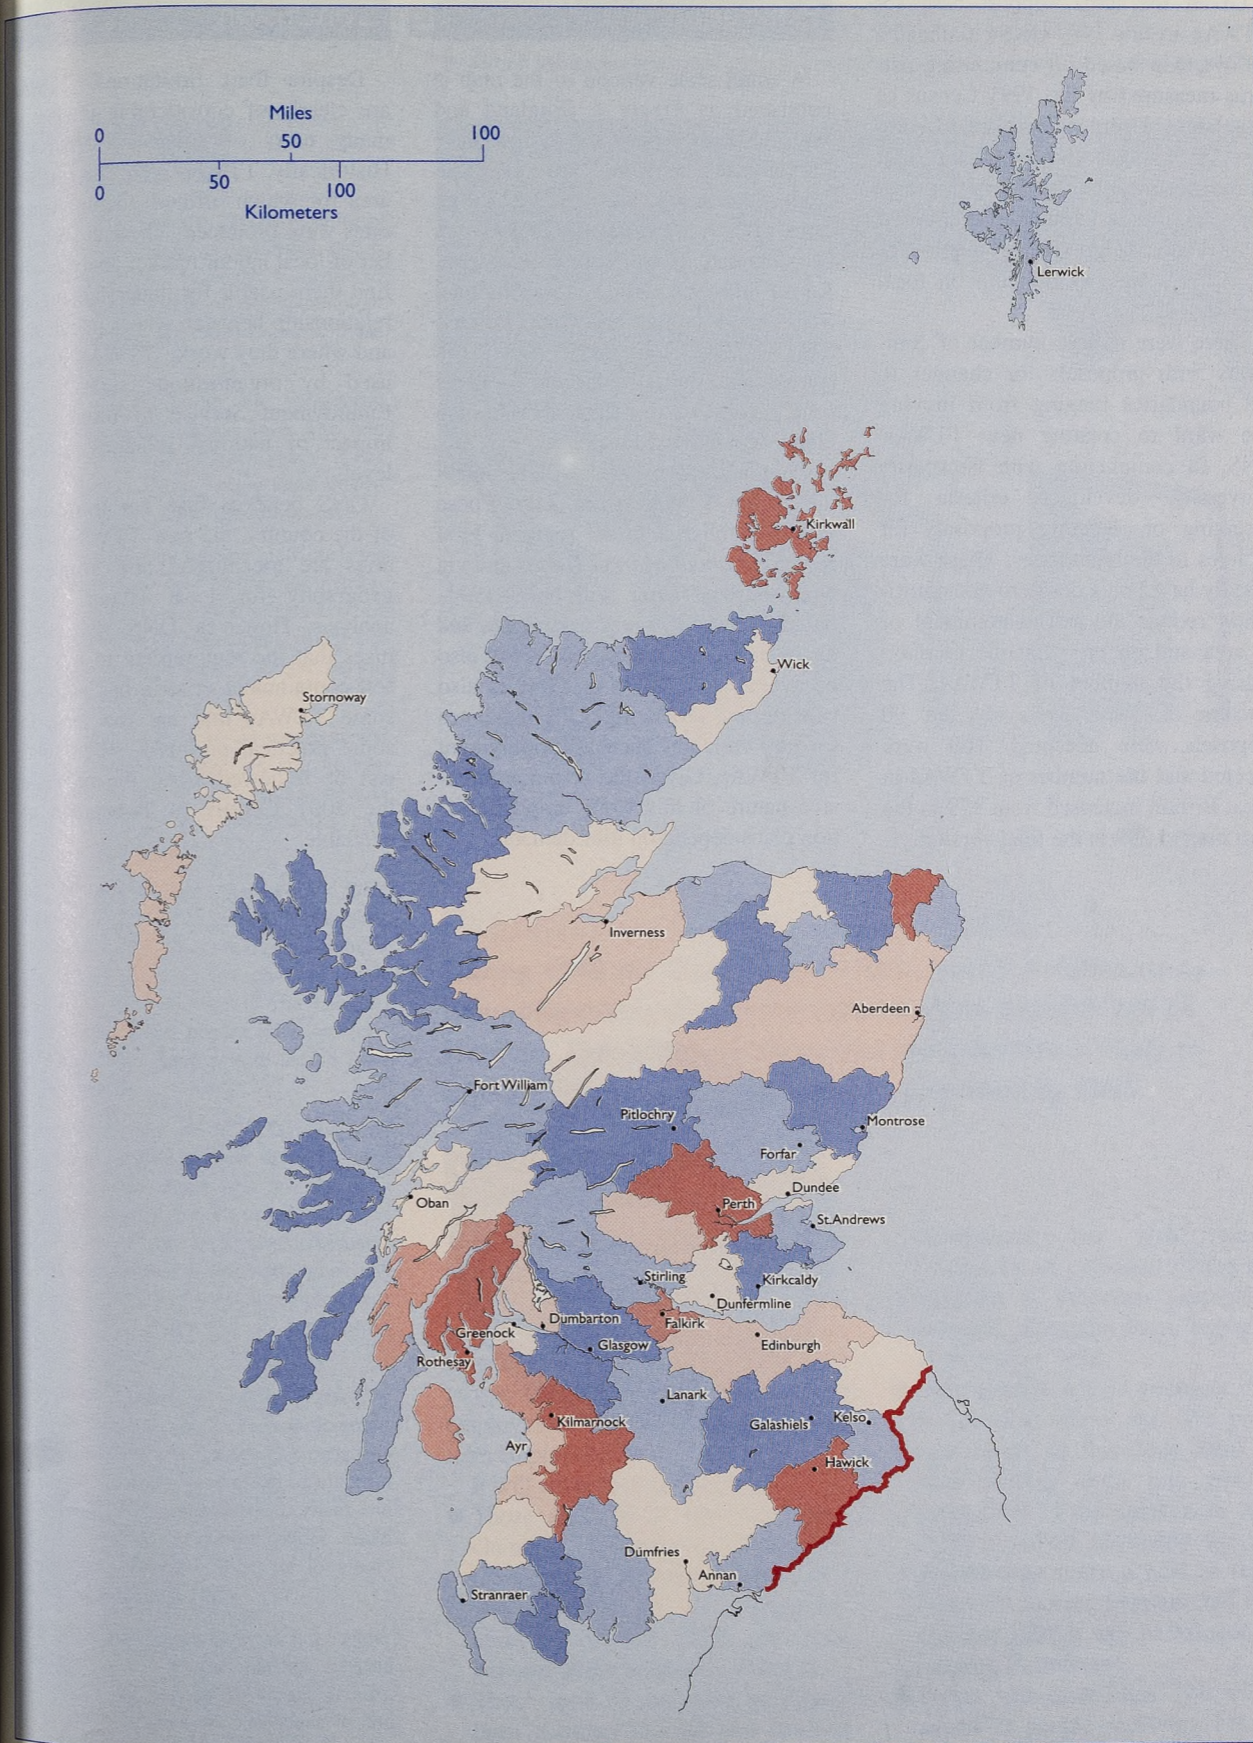 Miles
0
50
100
0
50
100
Kilometers
Lerwick
Kirkwall
Wick
Stornoway
Inverness
Aberdeen
Fort William
Pitlochry
Montrose
Forfar
Dundee
Oban
Perth
St.Andrews
Stirling
Kirkcaldy
Dunfermline
Dumbarton
Falkirk
Greenock
Edinburgh
Glasgow
Rothesay
Lanark
Kilmarnock
Galashiels
Kelso
Ayr
Hawick
Dumfries
Annan
Stranraer